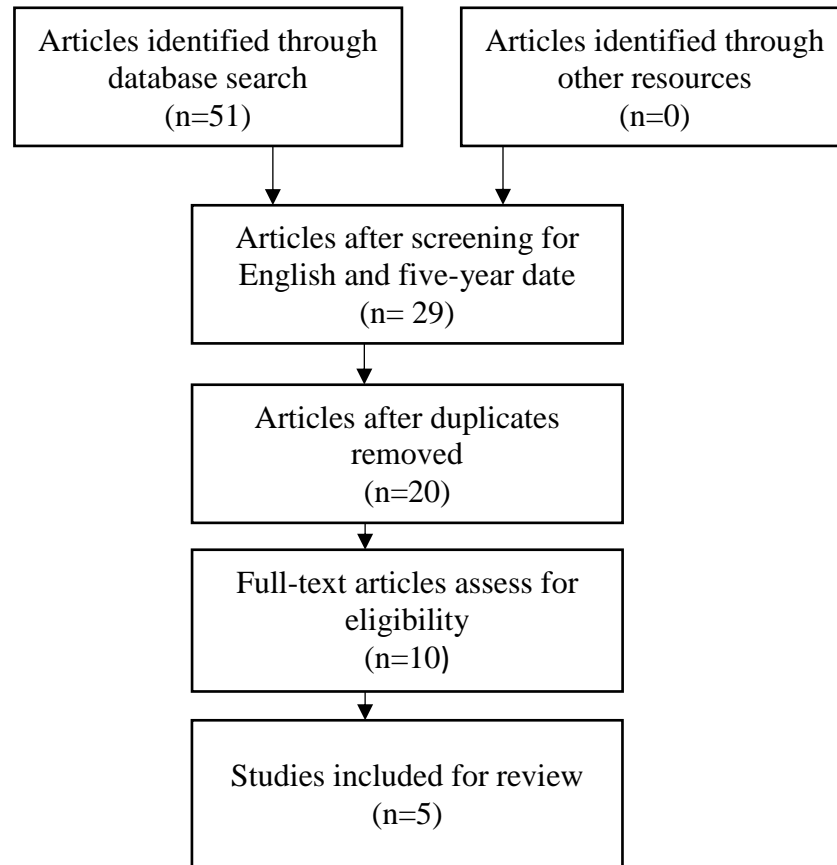 Articles identified through
database search
(n=51)
Articles identified through
other resources
(n=0)
Articles after screening for
English and five-year date
(n= 29)
Articles after duplicates
removed
(n=20)
Full-text articles assess for
eligibility
(n=10)
Studies included for review
(n=5)